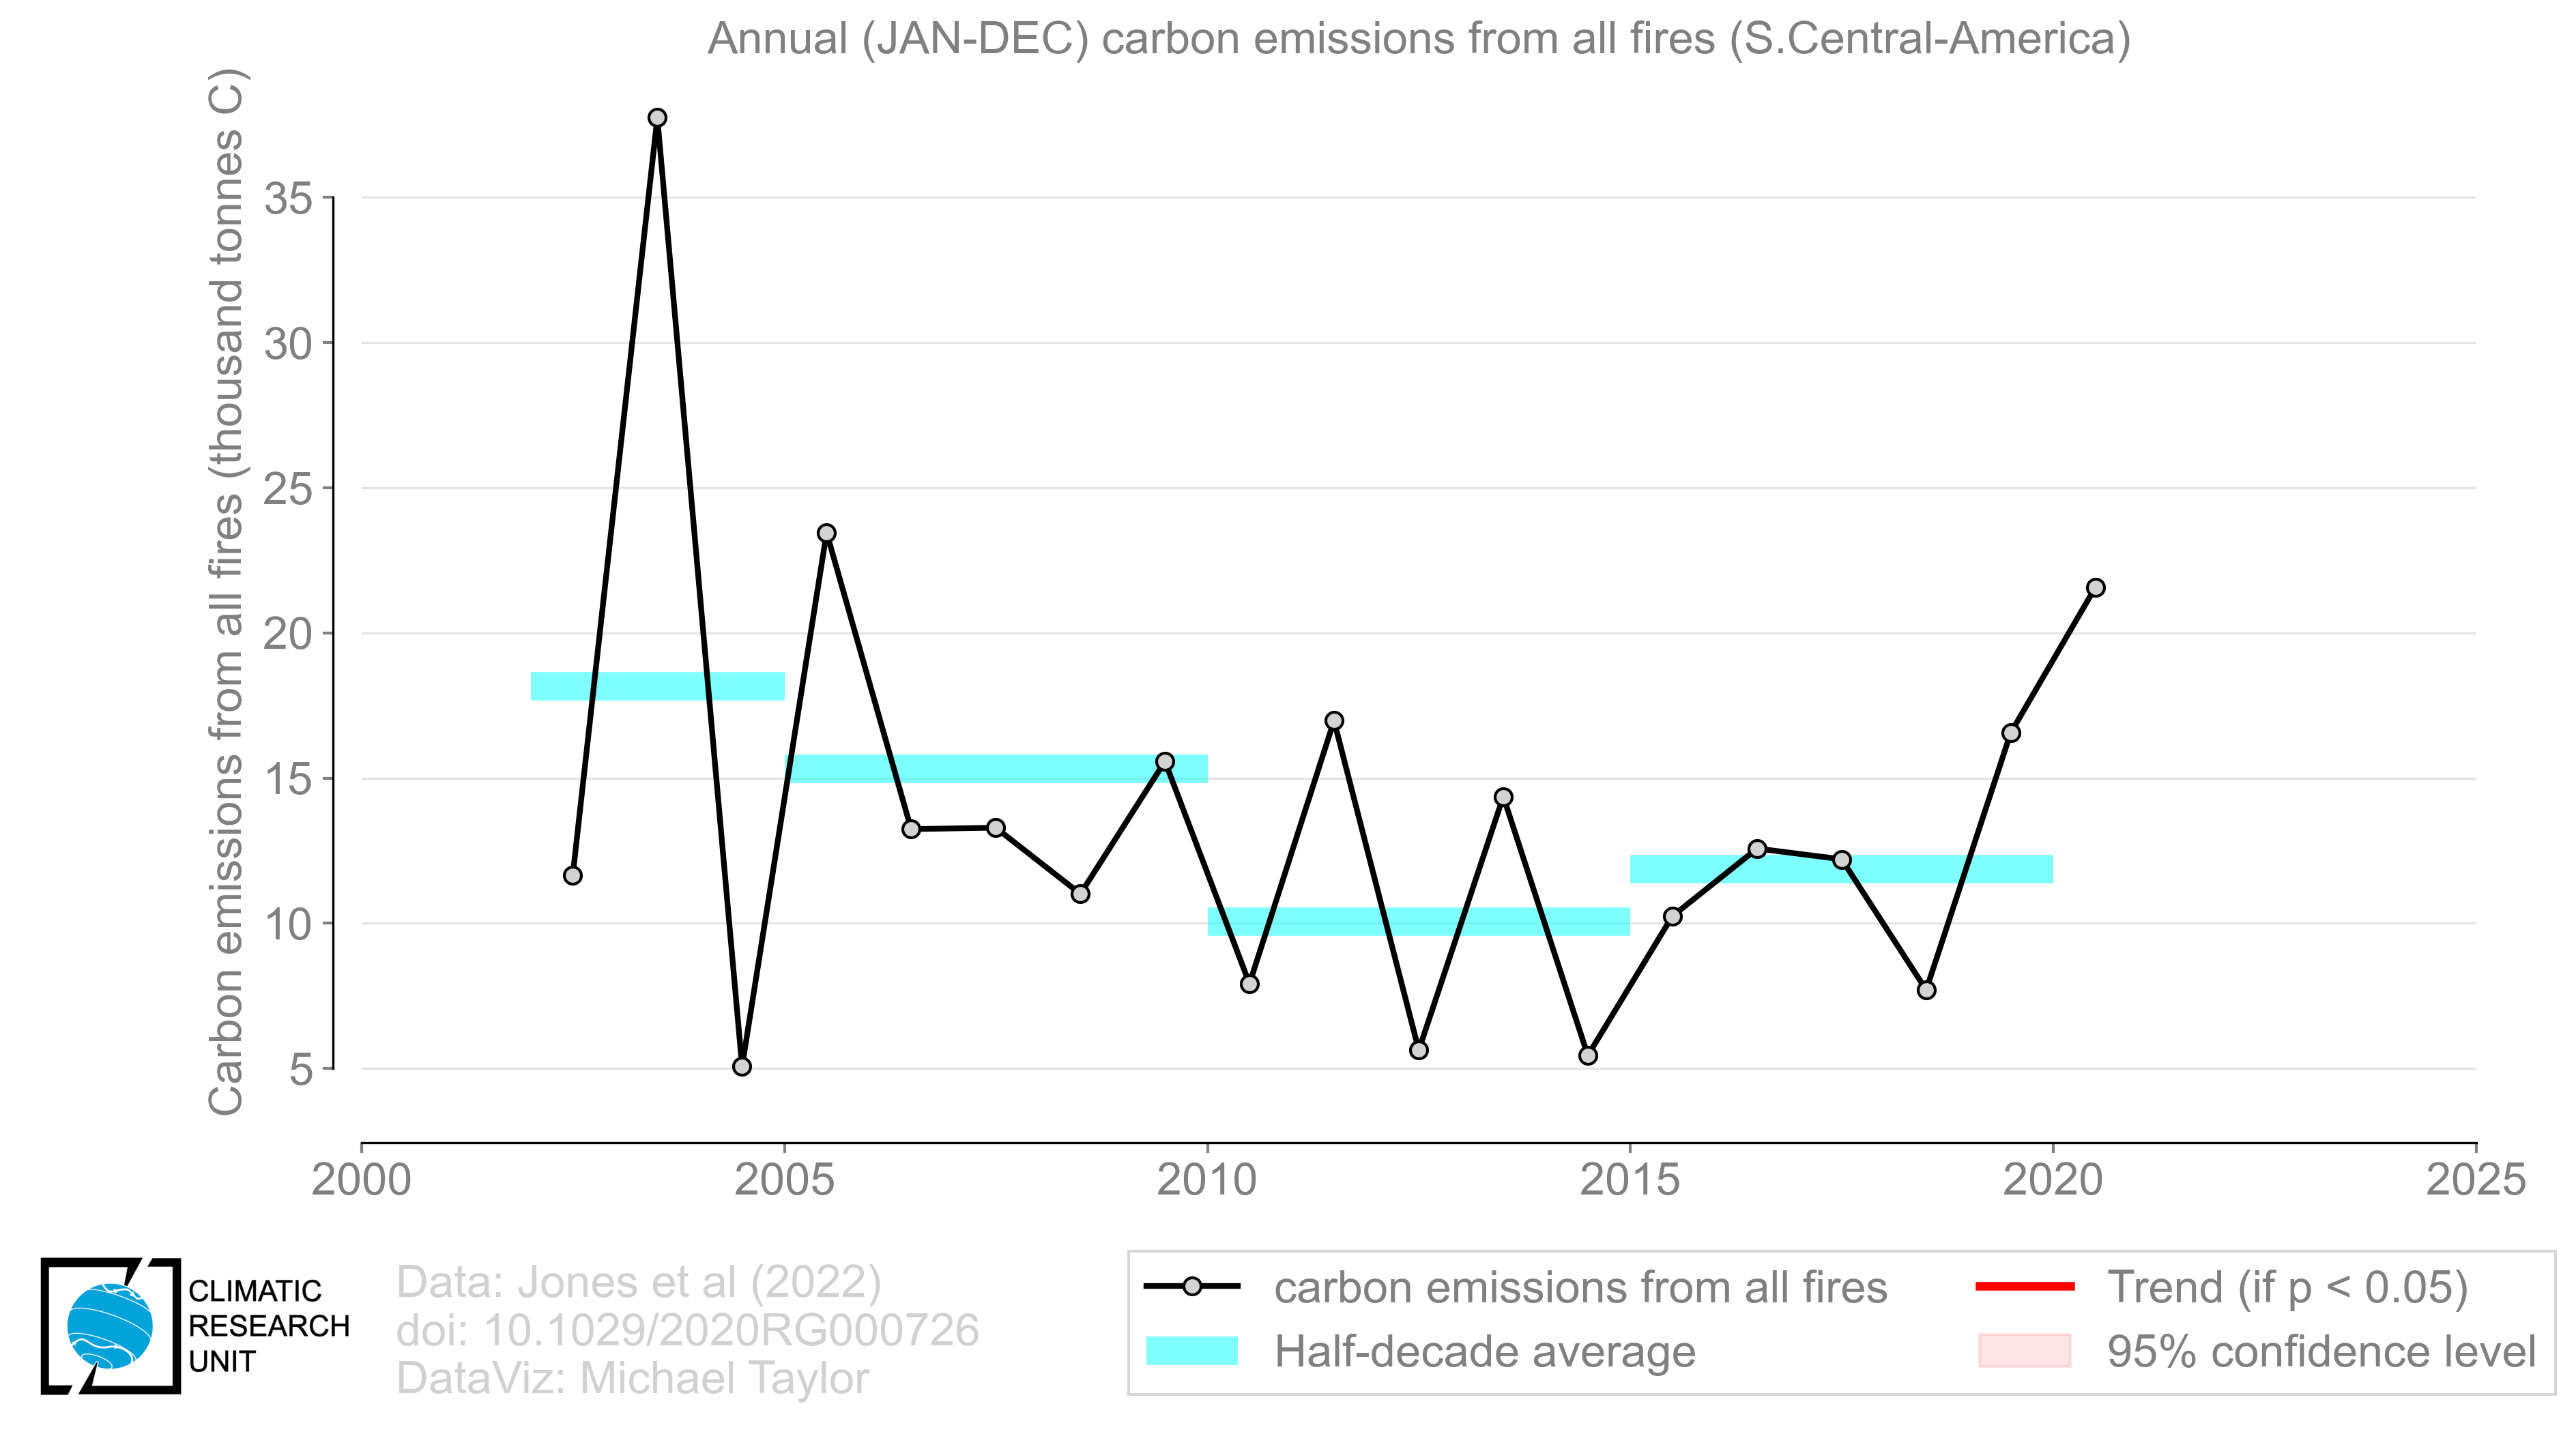 Annual (JAN-DEC) carbon emissions from all fires (S.Central-America)
Carbon emissions from all fires (thousand tonnes C)
35
30
25
20
15
10
5
2000
2005
2010
2015
2020
2025
CLIMATIC
RESEARCH
UNIT
Data: Jones et al (2022)
doi: 10.1029/2020RG000726
DataViz: Michael Taylor
carbon emissions from all fires
Half-decade average
Trend (if p < 0.05)
95% confidence level